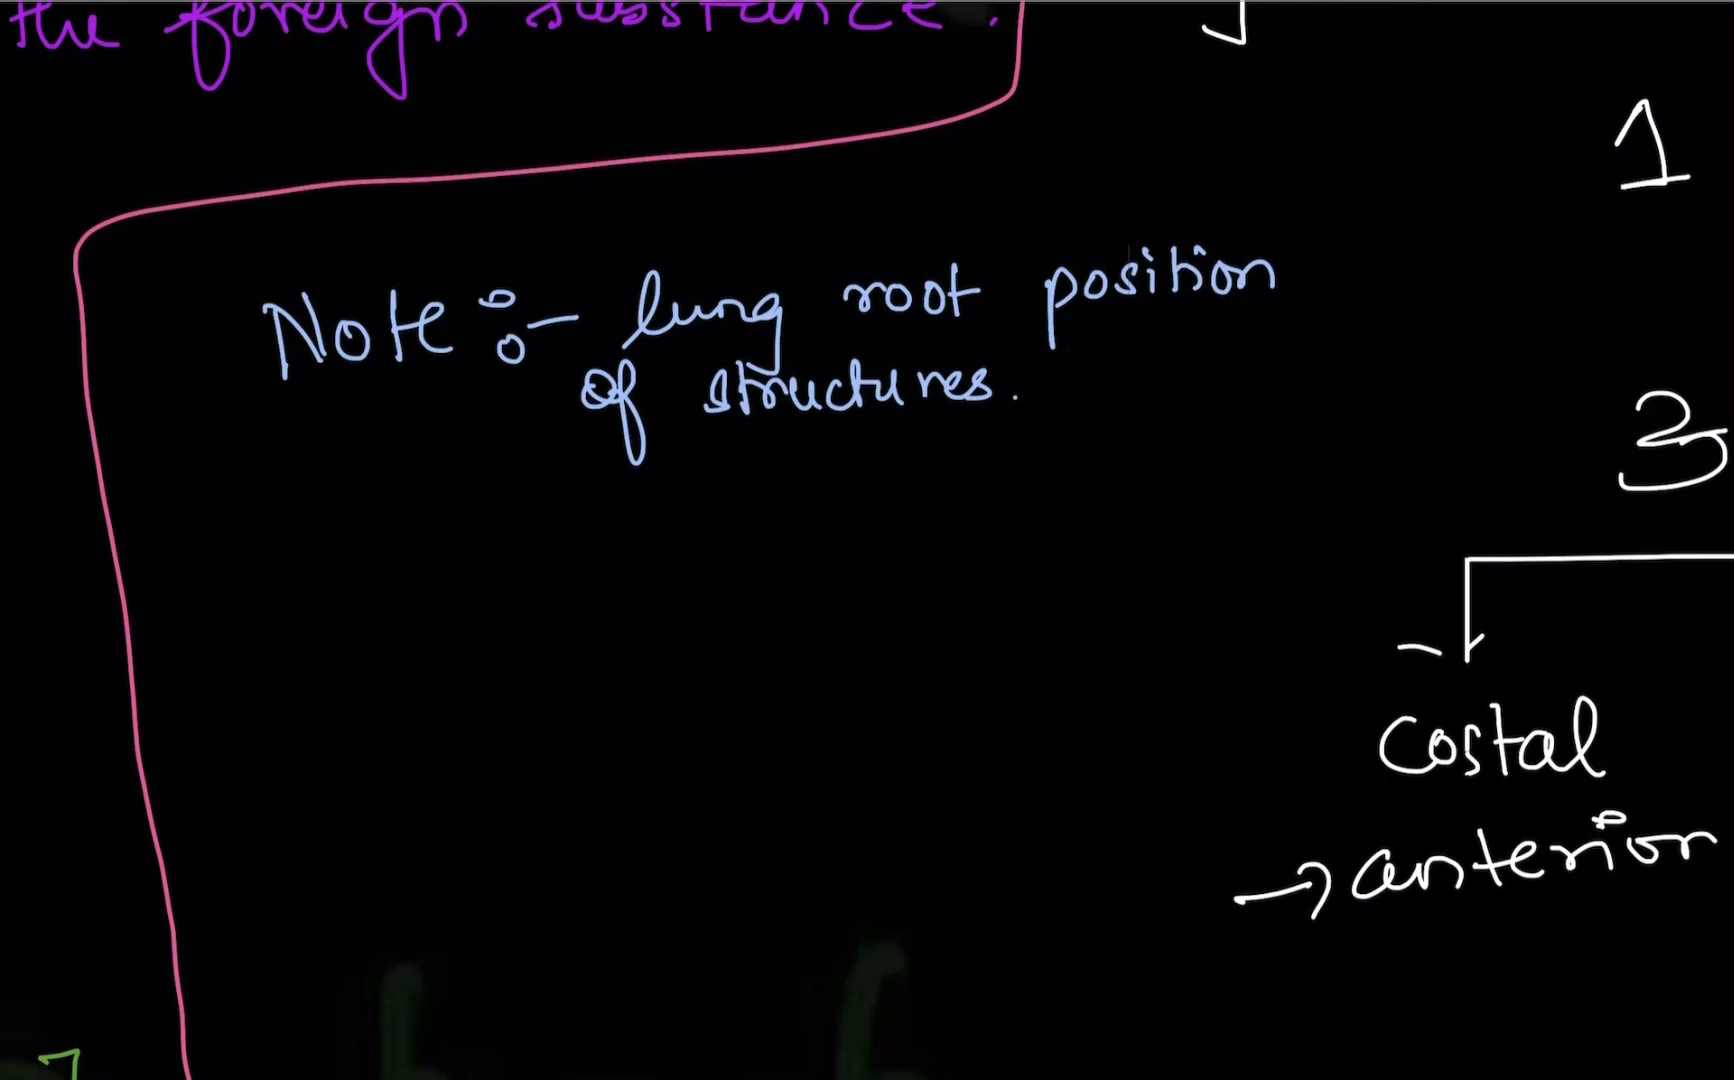 the foreign substance.
1
Note :- lung root position
of structures.
3
Costal
→ anterior